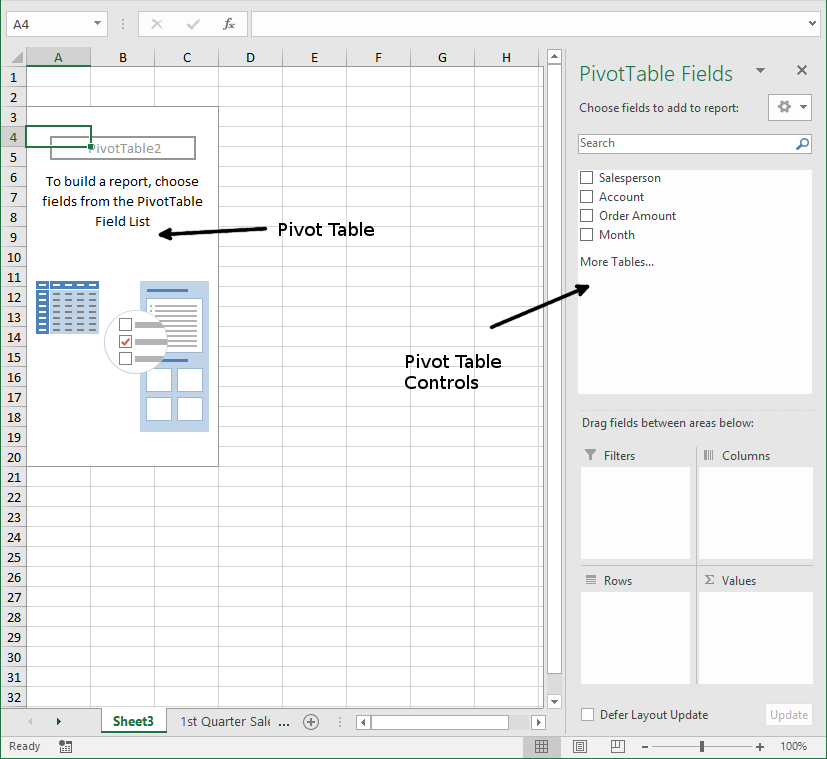 A4
fx
A B C D E F G H
1
2
3
4
5
6
7
8
9
10
11
12
13
14
15
16
17
18
19
20
21
22
23
24
25
26
27
28
29
30
31
32
PivotTable2
To build a report, choose
fields from the PivotTable
Field List
Pivot Table
Pivot Table
Controls
PivotTable Fields
Choose fields to add to report:
Search
Salesperson
Account
Order Amount
Month
More Tables...
Drag fields between areas below:
Filters
Columns
Rows
Σ Values
Defer Layout Update
Update
Sheet3
1st Quarter Sale ...
Ready
100%